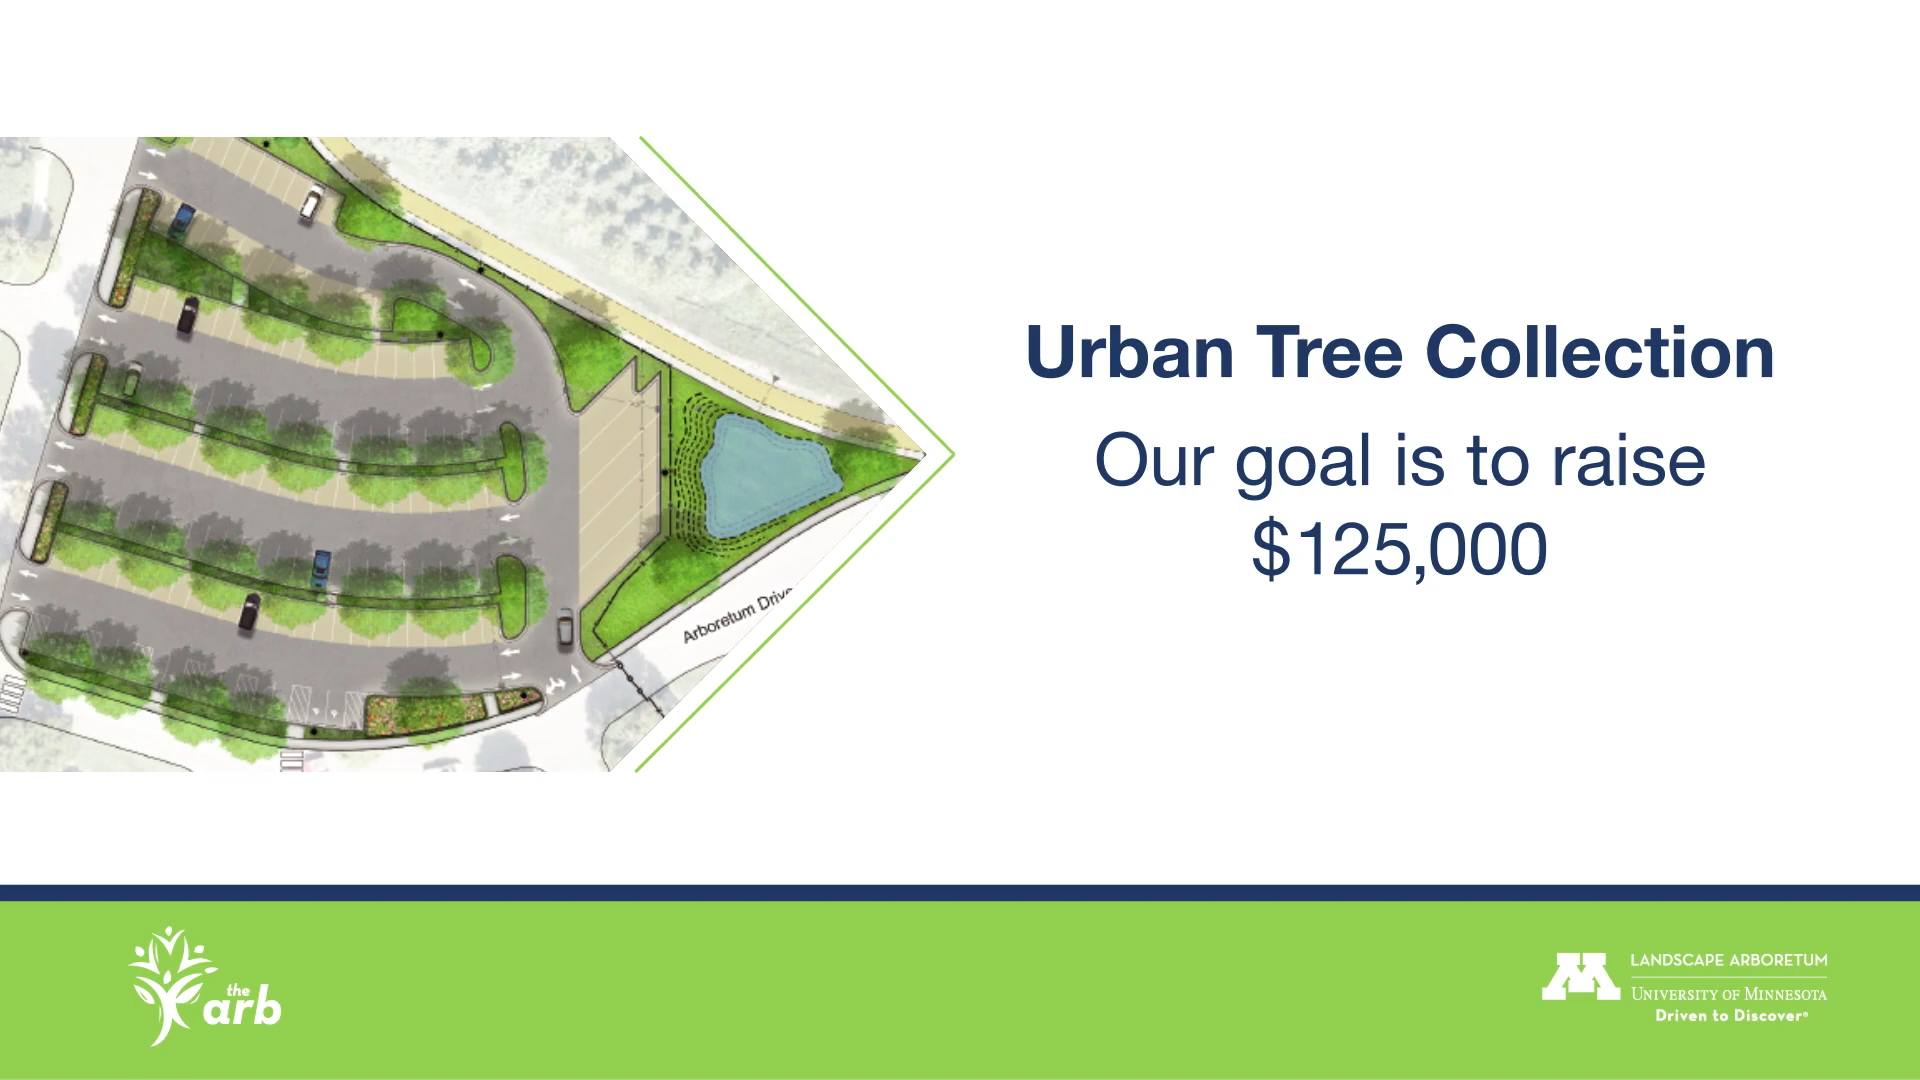 Urban Tree Collection
Our goal is to raise
$125,000
Arboretum Drive
the
arb
LANDSCAPE ARBORETUM
UNIVERSITY OF MINNESOTA
Driven to Discover®